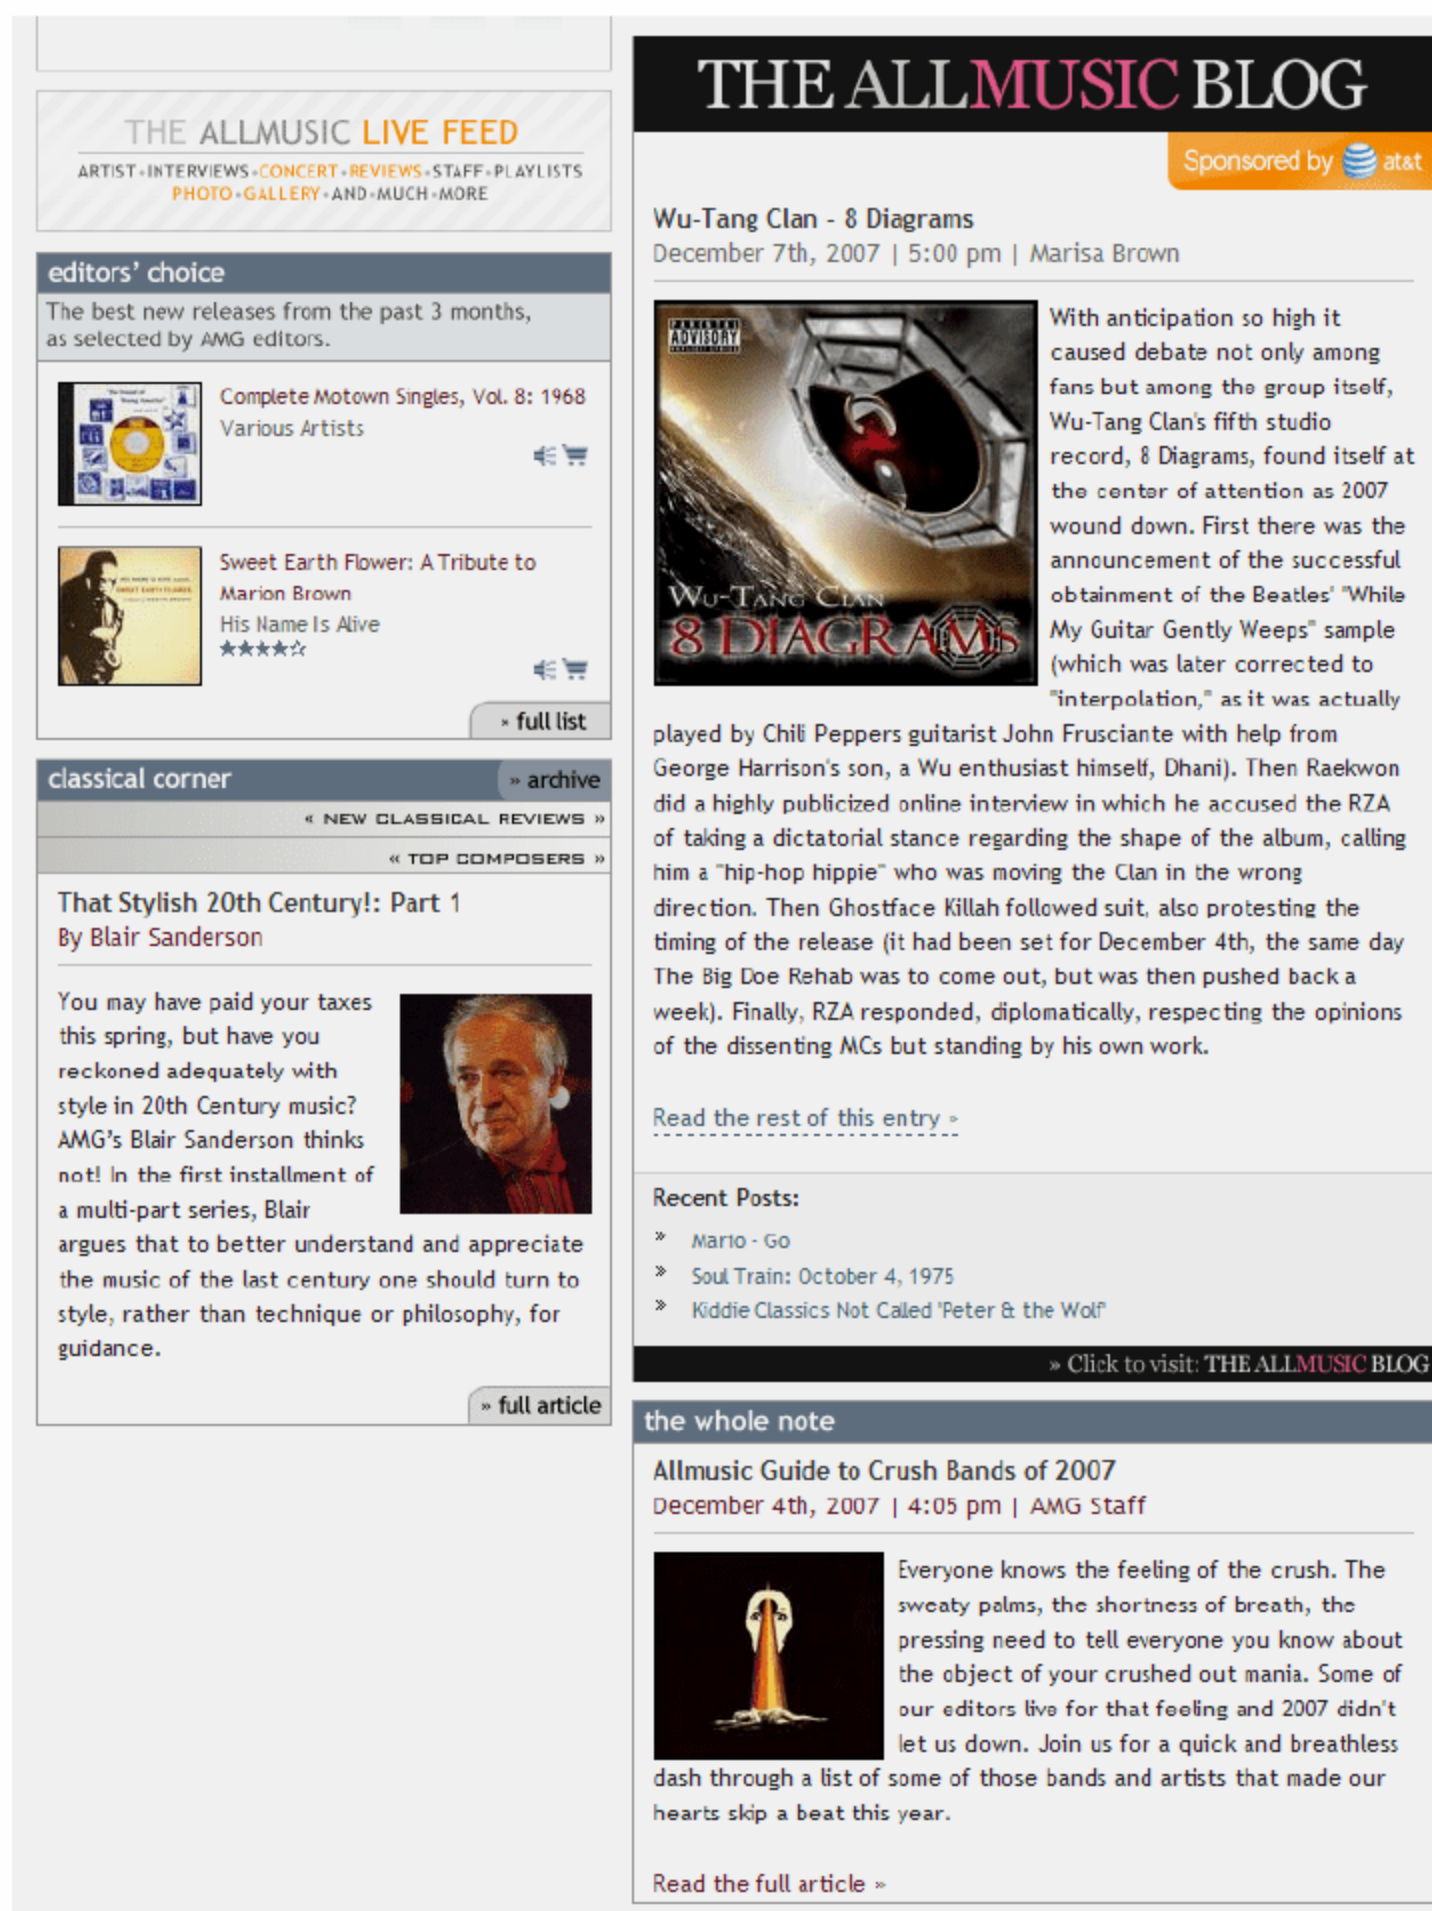 THE ALLMUSIC LIVE FEED
ARTIST•INTERVIEWS•CONCERT•REVIEWS•STAFF•PLAYLISTS
PHOTO•GALLERY•AND•MUCH•MORE
editors' choice
The best new releases from the past 3 months,
as selected by AMG editors.
Complete Motown Singles, Vol. 8: 1968
Various Artists
Sweet Earth Flower: A Tribute to
Marion Brown
His Name Is Alive
» full list
classical corner
» archive
« NEW CLASSICAL REVIEWS »
« TOP COMPOSERS »
That Stylish 20th Century!: Part 1
By Blair Sanderson
You may have paid your taxes
this spring, but have you
reckoned adequately with
style in 20th Century music?
AMG's Blair Sanderson thinks
not! In the first installment of
a multi-part series, Blair
argues that to better understand and appreciate
the music of the last century one should turn to
style, rather than technique or philosophy, for
guidance.
» full article
THE ALLMUSIC BLOG
Sponsored by at&t
Wu-Tang Clan - 8 Diagrams
December 7th, 2007 | 5:00 pm | Marisa Brown
PARENTAL
ADVISORY
WU-TANG CLAN
8 DIAGRAMS
With anticipation so high it
caused debate not only among
fans but among the group itself,
Wu-Tang Clan's fifth studio
record, 8 Diagrams, found itself at
the center of attention as 2007
wound down. First there was the
announcement of the successful
obtainment of the Beatles' "While
My Guitar Gently Weeps" sample
(which was later corrected to
"interpolation," as it was actually
played by Chili Peppers guitarist John Frusciante with help from
George Harrison's son, a Wu enthusiast himself, Dhani). Then Raekwon
did a highly publicized online interview in which he accused the RZA
of taking a dictatorial stance regarding the shape of the album, calling
him a "hip-hop hippie" who was moving the Clan in the wrong
direction. Then Ghostface Killah followed suit, also protesting the
timing of the release (it had been set for December 4th, the same day
The Big Doe Rehab was to come out, but was then pushed back a
week). Finally, RZA responded, diplomatically, respecting the opinions
of the dissenting MCs but standing by his own work.
Read the rest of this entry »
Recent Posts:
» Mario - Go
» Soul Train: October 4, 1975
» Kiddie Classics Not Called 'Peter & the Wolf'
» Click to visit: THE ALLMUSIC BLOG
the whole note
Allmusic Guide to Crush Bands of 2007
December 4th, 2007 | 4:05 pm | AMG Staff
Everyone knows the feeling of the crush. The
sweaty palms, the shortness of breath, the
pressing need to tell everyone you know about
the object of your crushed out mania. Some of
our editors live for that feeling and 2007 didn't
let us down. Join us for a quick and breathless
dash through a list of some of those bands and artists that made our
hearts skip a beat this year.
Read the full article »